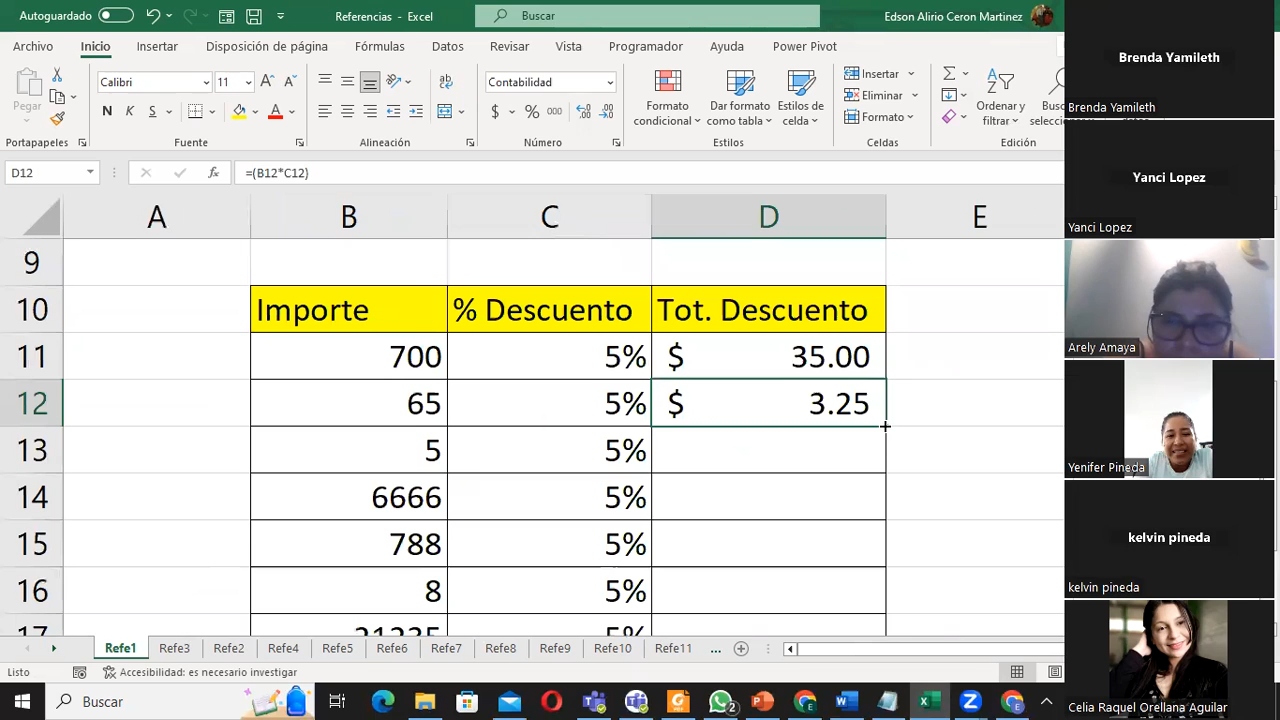 Autoguardado
Referencias - Excel
Buscar
Edson Alirio Ceron Martinez
Archivo Inicio Insertar Disposición de página Fórmulas Datos Revisar Vista Programador Ayuda Power Pivot
Pegar
Calibri 11
N K S
Contabilidad
$ % 000
Formato condicional
Dar formato como tabla
Estilos de celda
Insertar
Eliminar
Formato
Ordenar y filtrar
Portapapeles Fuente Alineación Número Estilos Celdas Edición
D12 fx =(B12*C12)
A B C D E
9
10 Importe % Descuento Tot. Descuento
11 700 5% $ 35.00
12 65 5% $ 3.25
13 5 5%
14 6666 5%
15 788 5%
16 8 5%
17 21235 5%
Refe1 Refe3 Refe2 Refe4 Refe5 Refe6 Refe7 Refe8 Refe9 Refe10 Refe11 ...
Listo Accesibilidad: es necesario investigar
Buscar
2
Brenda Yamileth
Brenda Yamileth
Yanci Lopez
Yanci Lopez
Arely Amaya
Yenifer Pineda
kelvin pineda
kelvin pineda
Celia Raquel Orellana Aguilar